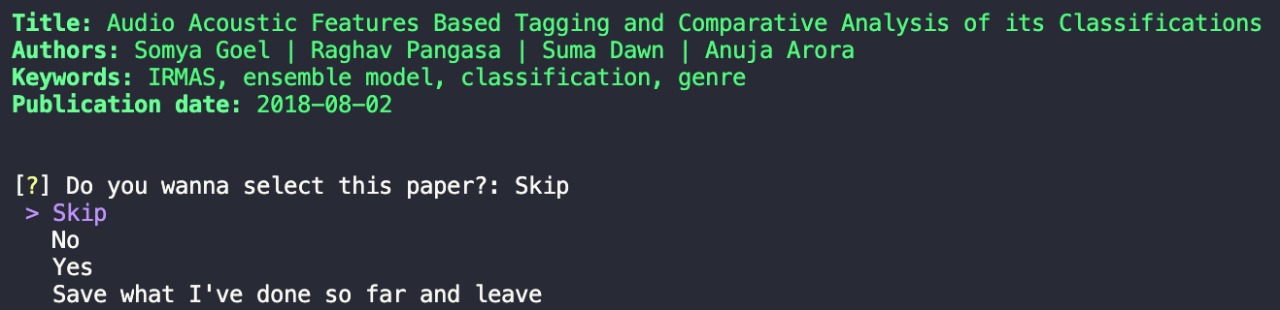 Title: Audio Acoustic Features Based Tagging and Comparative Analysis of its Classifications
Authors: Somya Goel | Raghav Pangasa | Suma Dawn | Anuja Arora
Keywords: IRMAS, ensemble model, classification, genre
Publication date: 2018-08-02
[?] Do you wanna select this paper?: Skip
> Skip
No
Yes
Save what I've done so far and leave